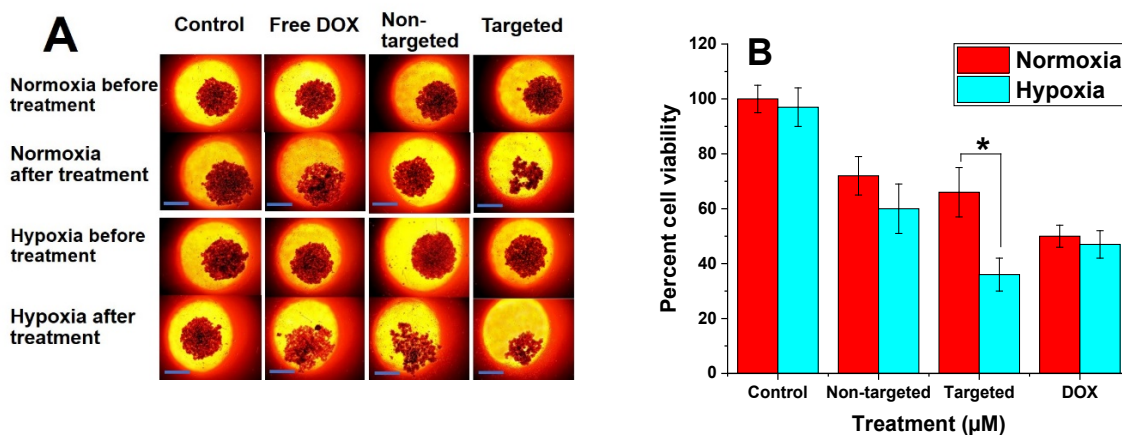 A
Control Free DOX Non-targeted Targeted
Normoxia before
treatment
Normoxia
after treatment
Hypoxia before
treatment
Hypoxia after
treatment
B
Normoxia
Hypoxia
Percent cell viability
120
100
80
60
40
20
0
*
Control Non-targeted Targeted DOX
Treatment (µM)